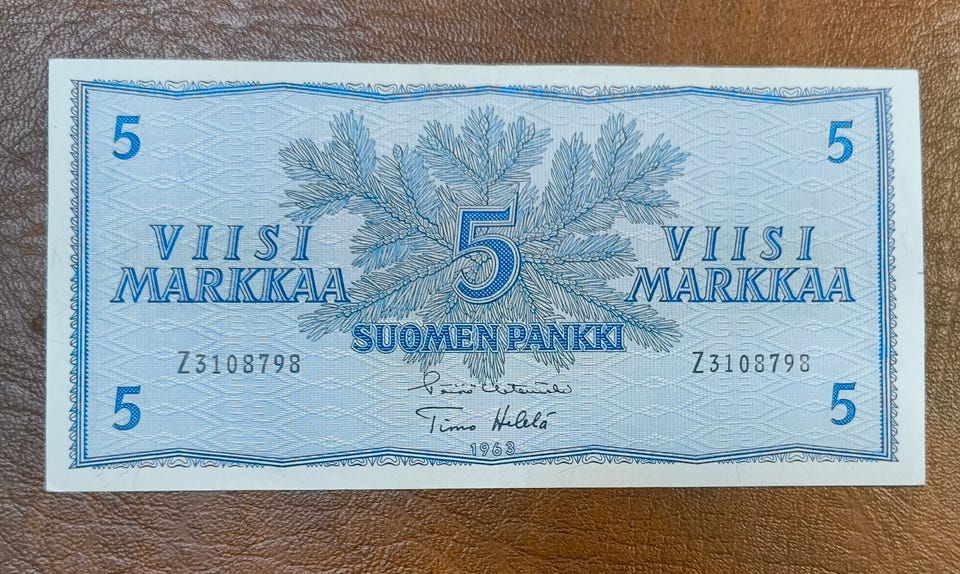 5 5
VIISI VIISI
MARKKAA 5 MARKKAA
SUOMEN PANKKI
Z3108798 Z3108798
5 5
Timo Helelä
1963